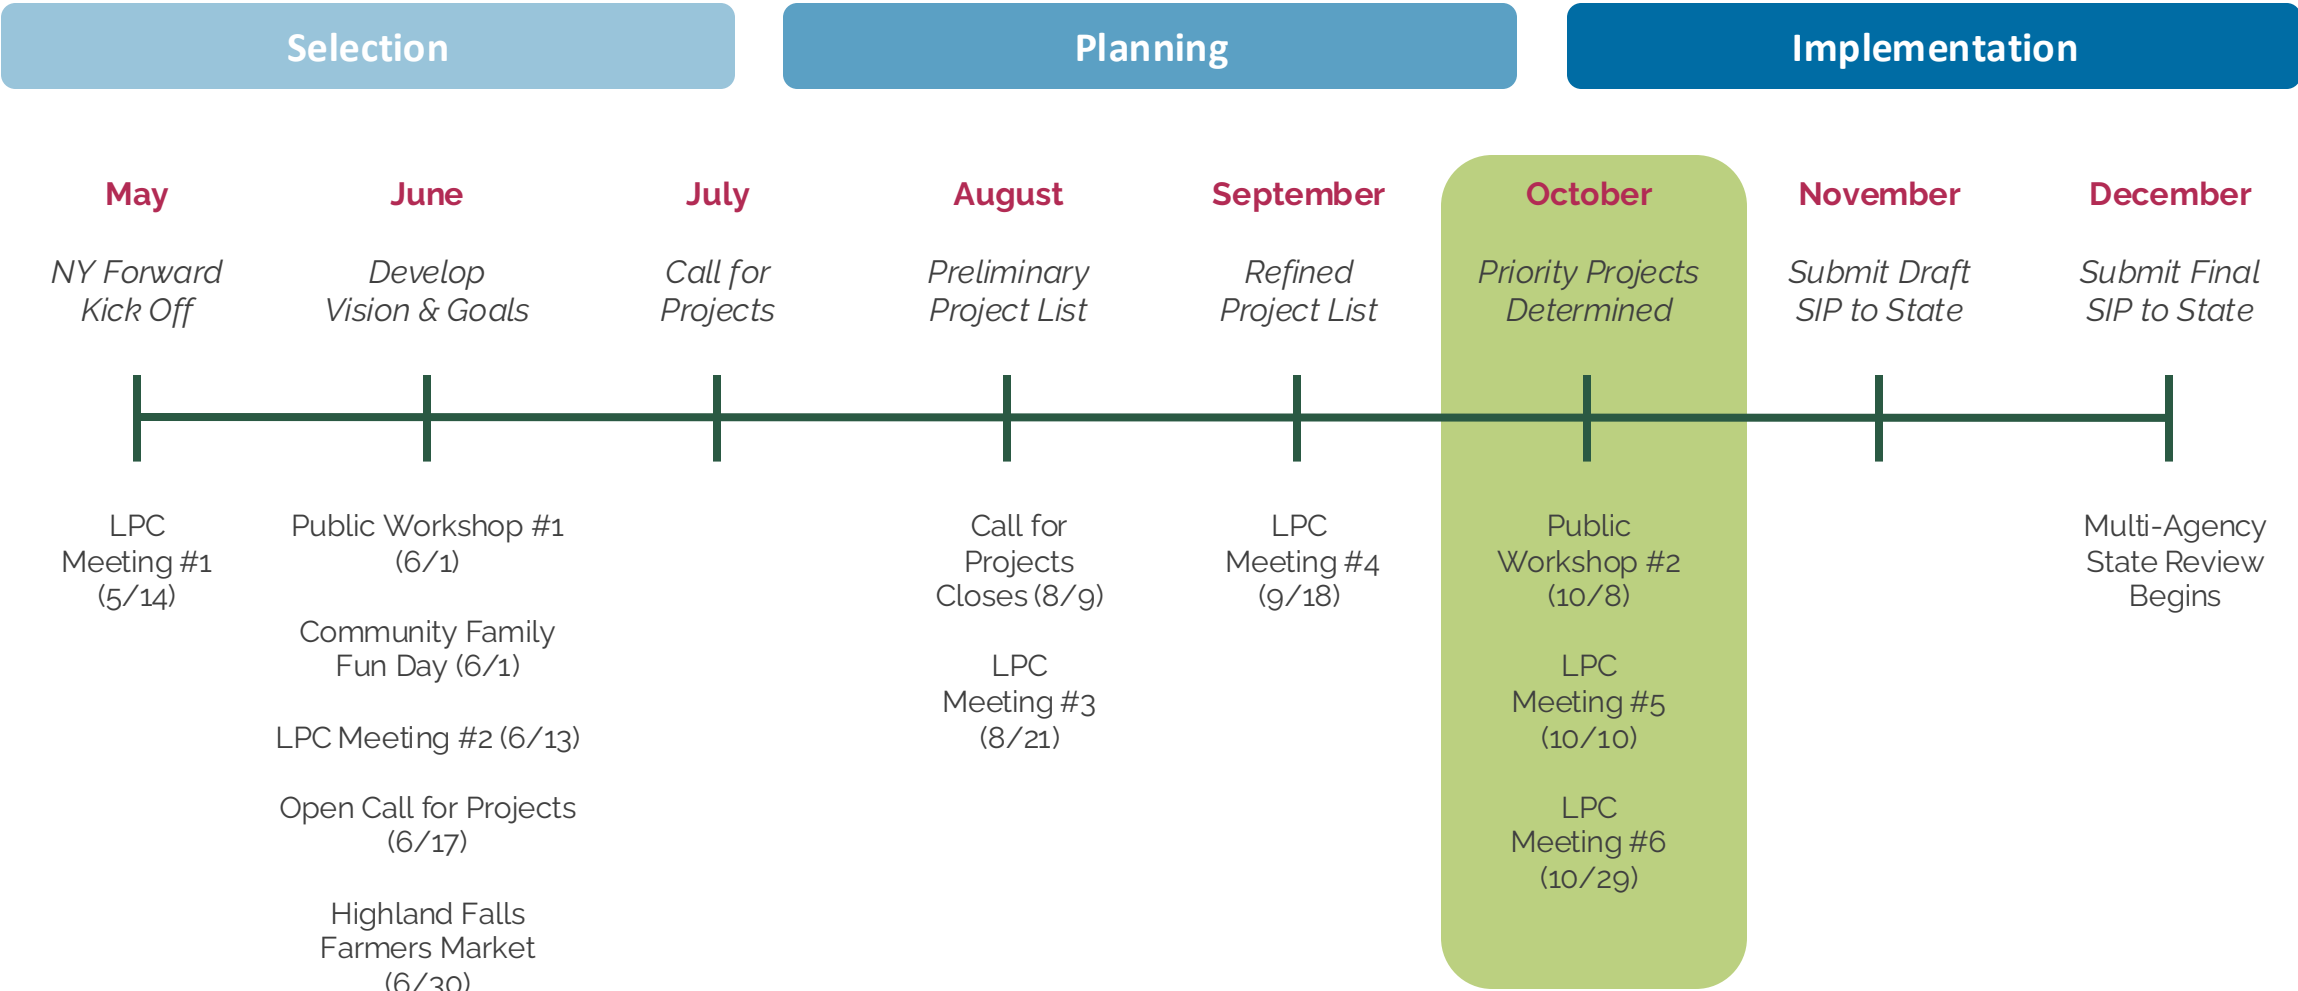 Selection
Planning
Implementation
May
NY Forward
Kick Off
LPC
Meeting #1
(5/14)
June
Develop
Vision & Goals
Public Workshop #1
(6/1)
Community Family
Fun Day (6/1)
LPC Meeting #2 (6/13)
Open Call for Projects
(6/17)
Highland Falls
Farmers Market
(6/30)
July
Call for
Projects
August
Preliminary
Project List
Call for
Projects
Closes (8/9)
LPC
Meeting #3
(8/21)
September
Refined
Project List
LPC
Meeting #4
(9/18)
October
Priority Projects
Determined
Public
Workshop #2
(10/8)
LPC
Meeting #5
(10/10)
LPC
Meeting #6
(10/29)
November
Submit Draft
SIP to State
December
Submit Final
SIP to State
Multi-Agency
State Review
Begins